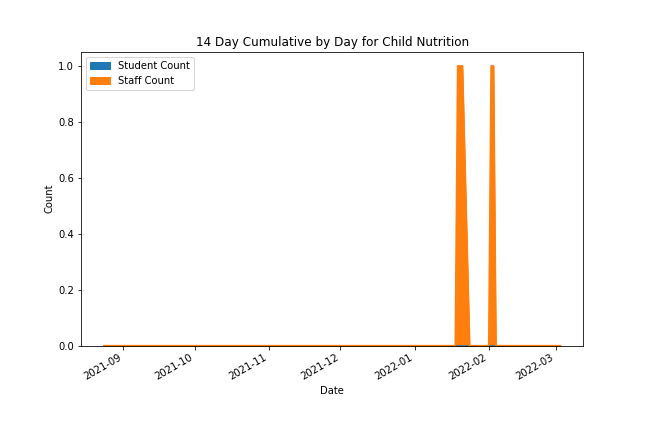 14 Day Cumulative by Day for Child Nutrition
Student Count
Staff Count
1.0
0.8
0.6
0.4
0.2
0.0
Count
2021-09
2021-10
2021-11
2021-12
2022-01
2022-02
2022-03
Date